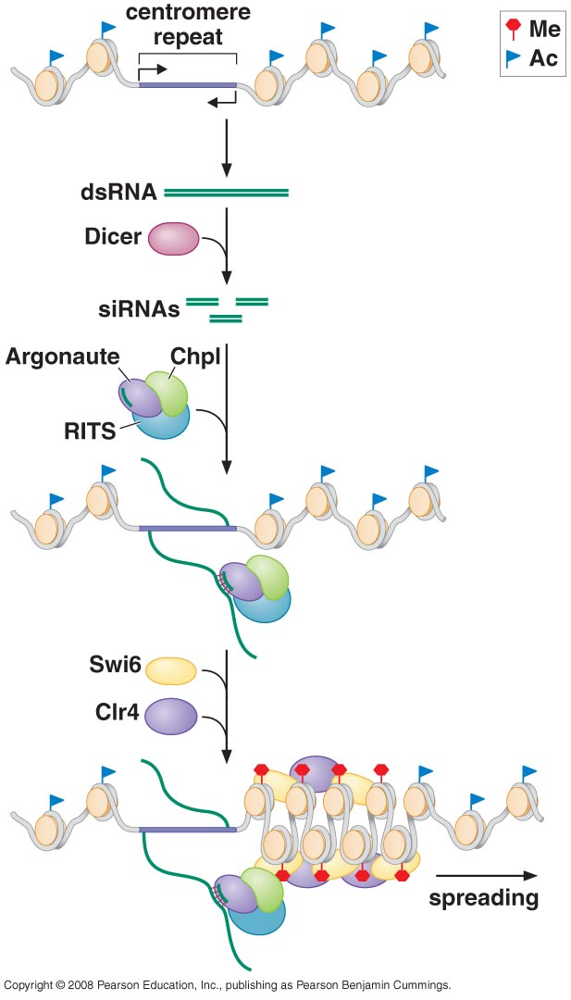 centromere
repeat
Me
Ac
dsRNA
Dicer
siRNAs
Argonaute
Chpl
RITS
Swi6
Clr4
spreading
Copyright © 2008 Pearson Education, Inc., publishing as Pearson Benjamin Cummings.